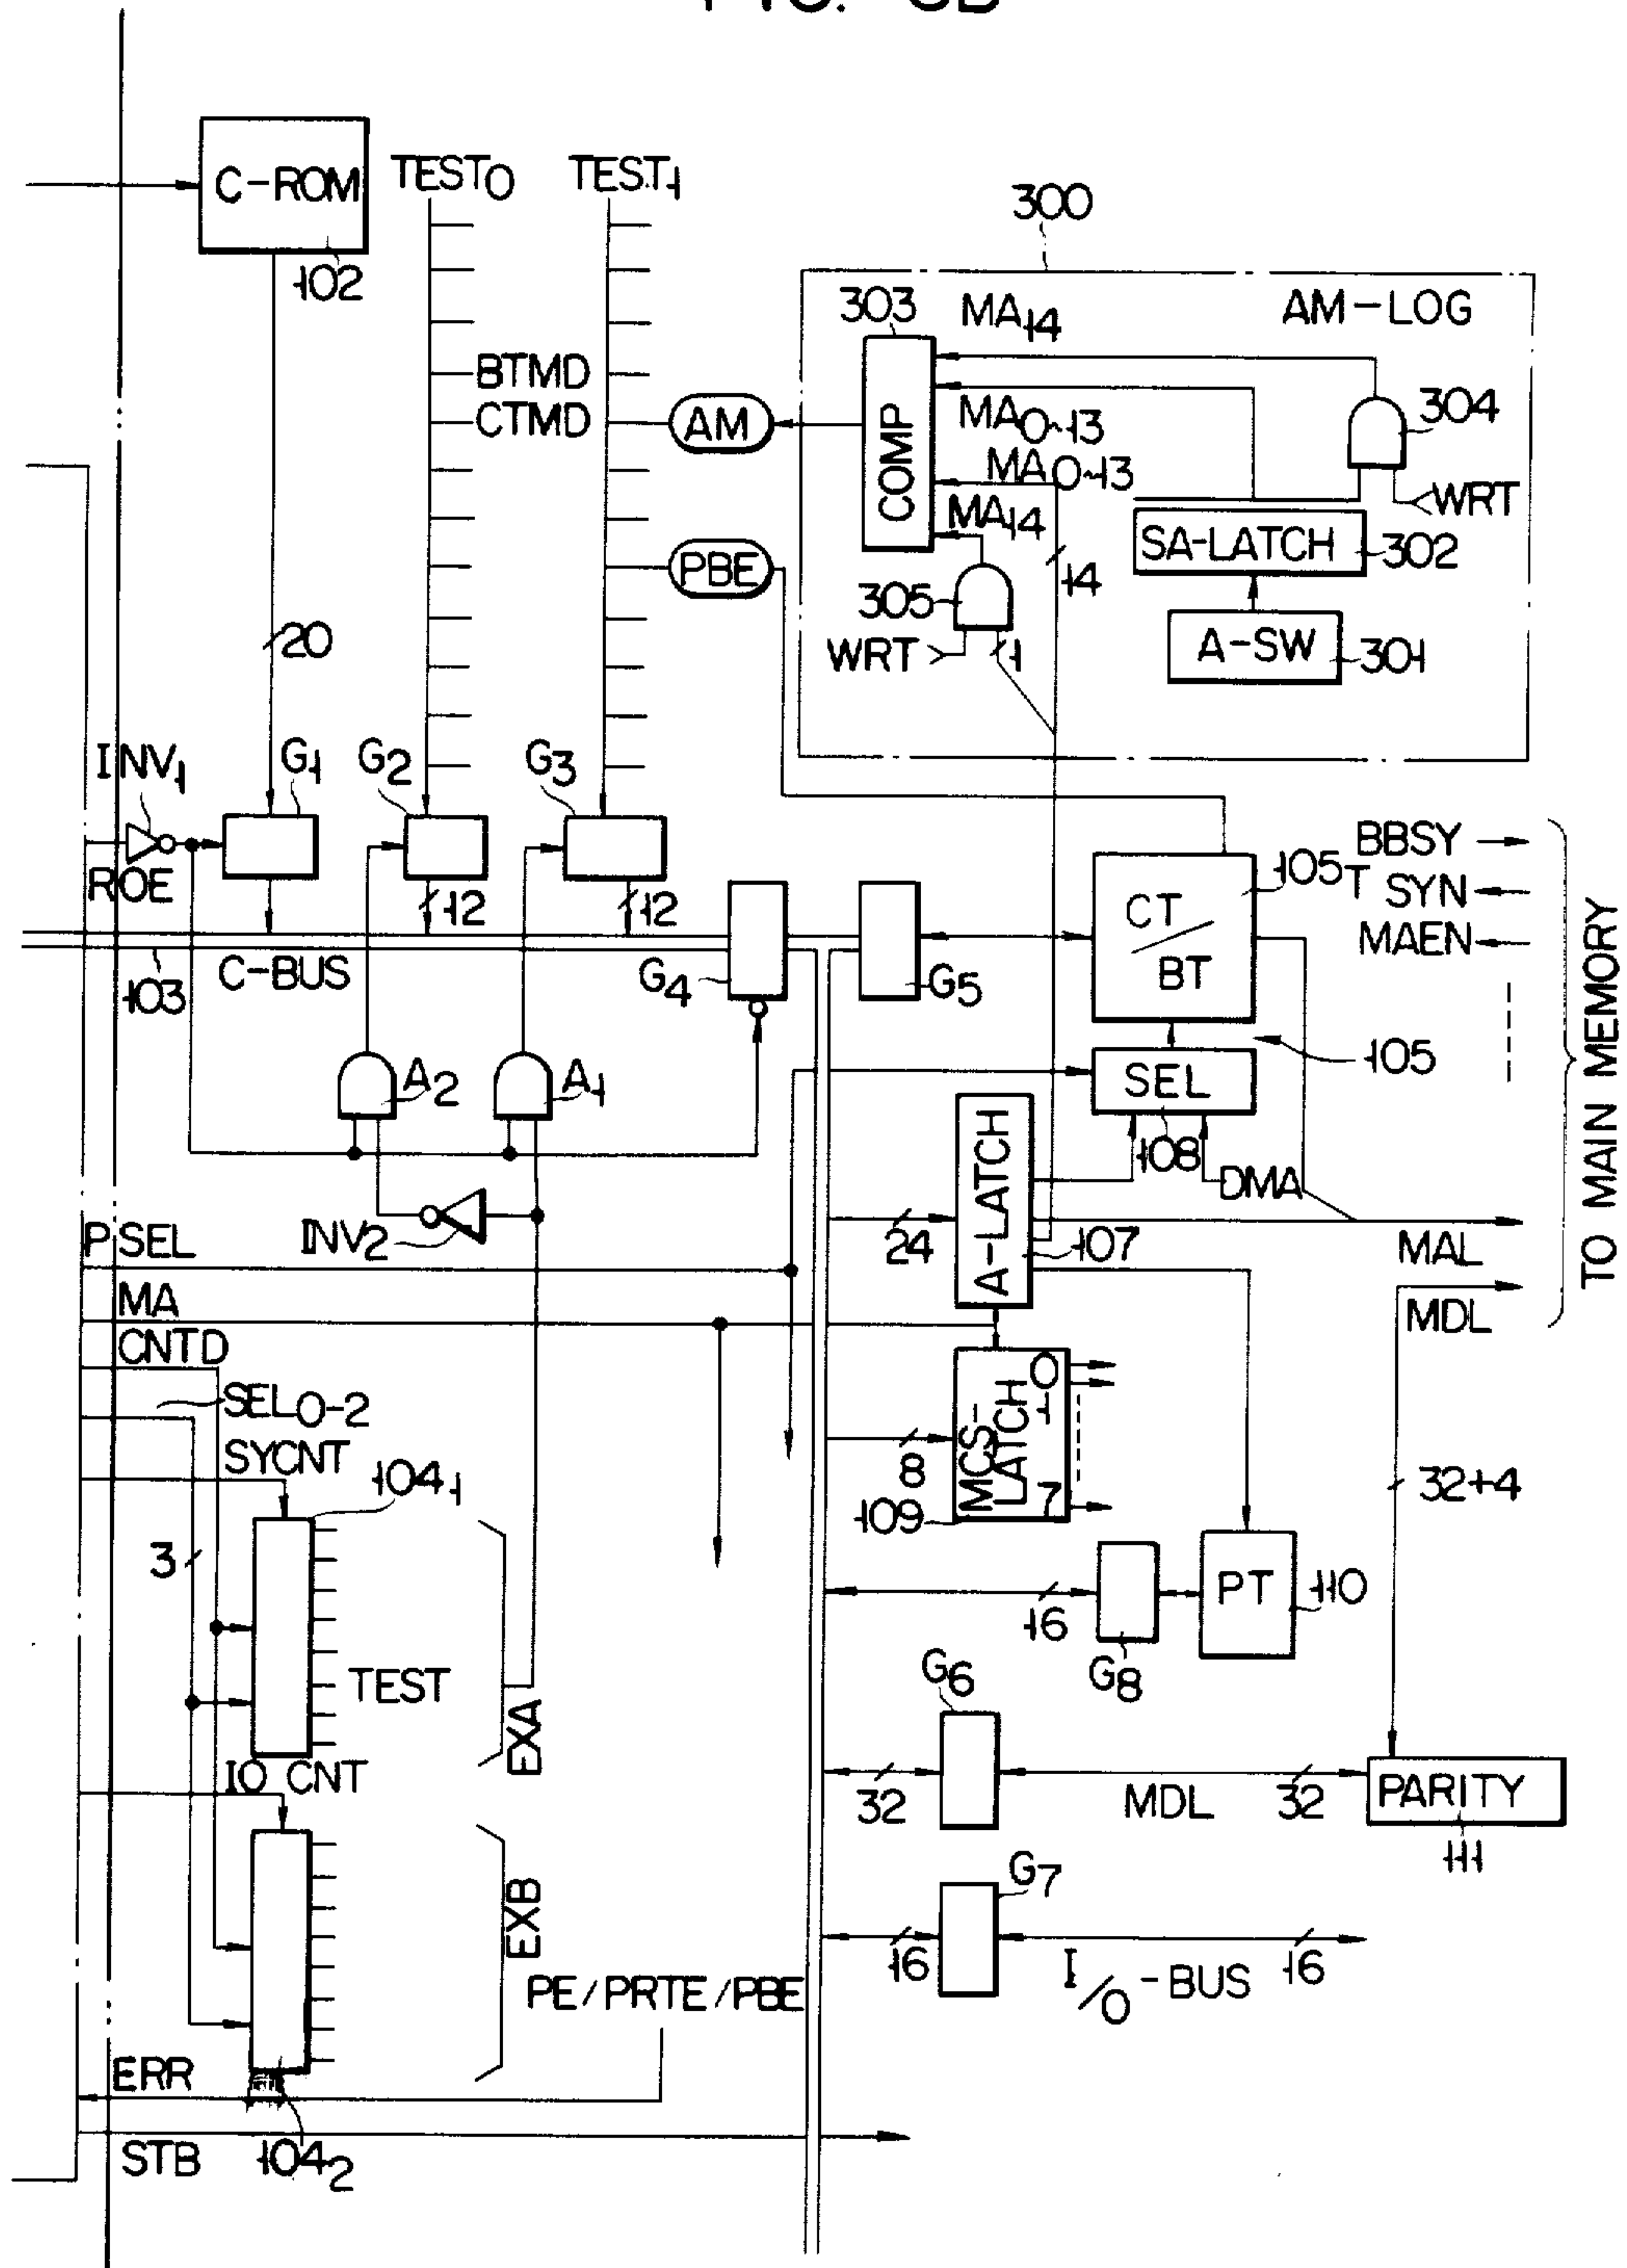 C-ROM
102
TEST0
TEST1
300
303
MA14
AM-LOG
BTMD
CTMD
AM
COMP
MA0~13
304
MA0~13
WRT
MA14
SA-LATCH
302
PBE
14
305
20
WRT
1
A-SW
301
INV1
G1
G2
G3
BBSY
105T
SYN
ROE
12
12
CT/BT
MAEN
C-BUS
103
G4
G5
105
A2
A1
SEL
108
TO MAIN MEMORY
A-LATCH
DMA
P SEL
INV2
24
107
MAL
MA
MDL
CNTD
SEL0-2
MCS-LATCH
0
1
7
SYCNT
1041
8
32+4
109
3
PT
110
16
G8
TEST
G6
EXA
IO CNT
32
MDL
32
PARITY
111
G7
EXB
16
I/O-BUS
16
PE/PRTE/PBE
ERR
STB
1042